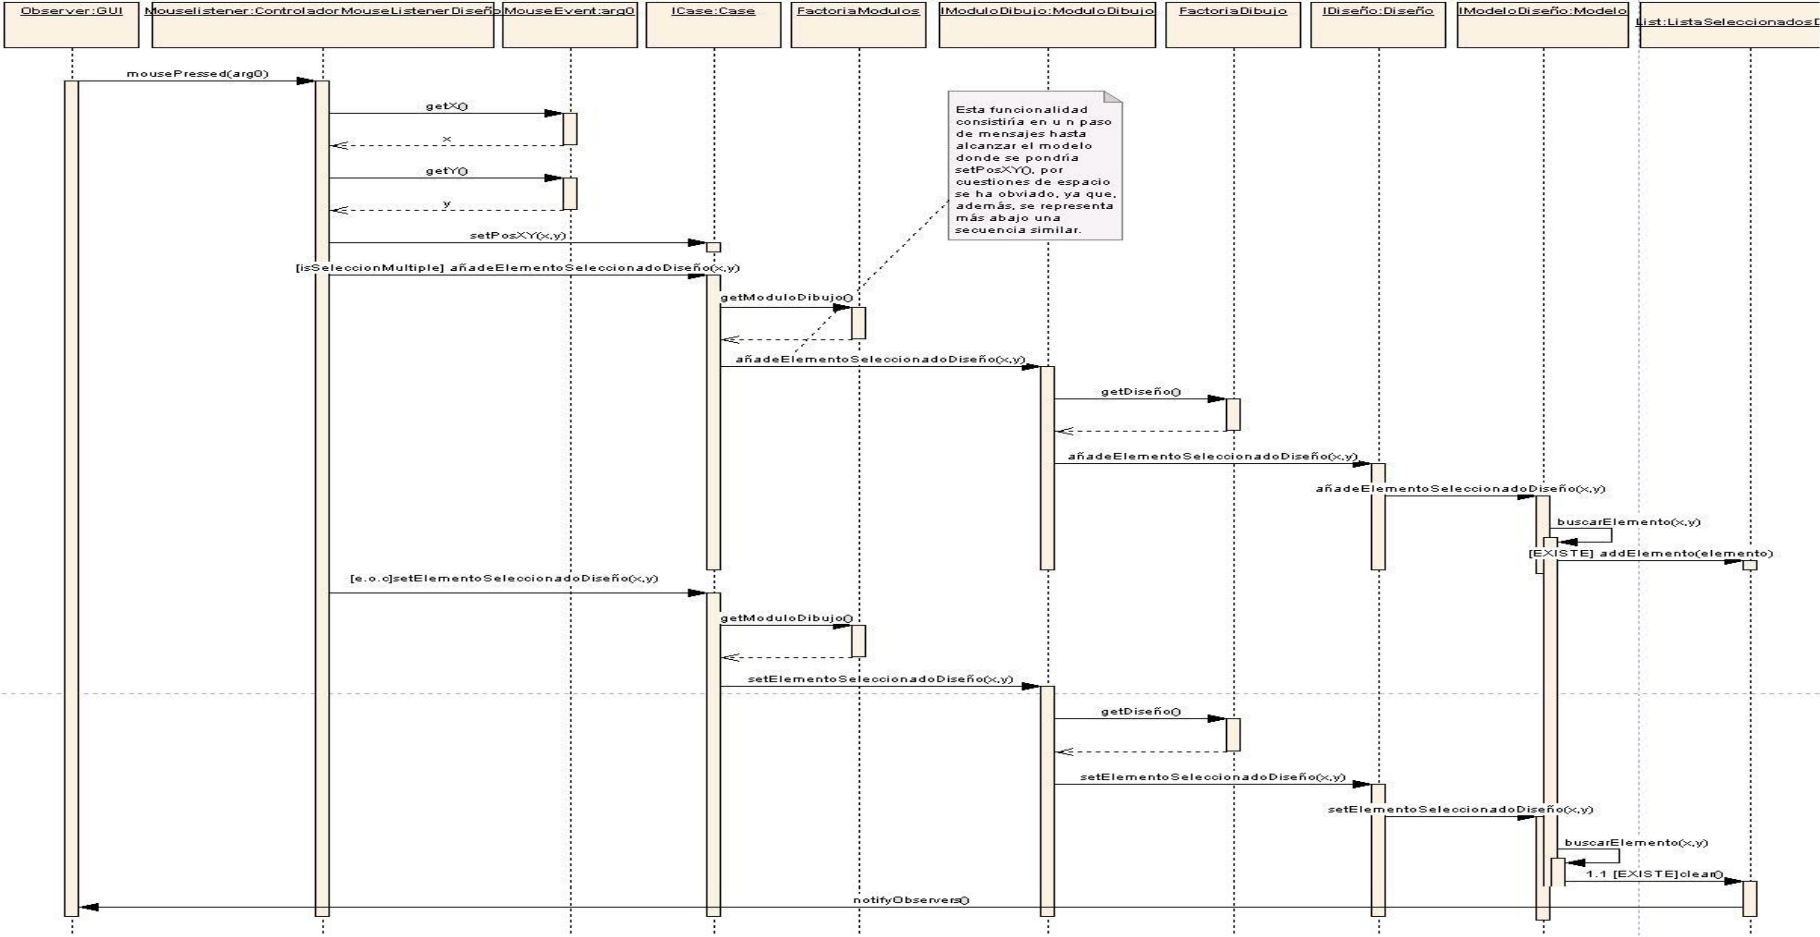 Observer:GUI
Mouselistener:ControladorMouseListenerDiseño
MouseEvent:arg0
ICase:Case
FactoriaModulos
IModuloDibujo:ModuloDibujo
FactoriaDibujo
IDiseño:Diseño
IModeloDiseño:Modelo
List:ListaSeleccionadosD
mousePressed(arg0)
getX()
x
getY()
y
setPosXY(x,y)
Esta funcionalidad
consistiría en u n paso
de mensajes hasta
alcanzar el modelo
donde se pondría
setPosXY(), por
cuestiones de espacio
se ha obviado, ya que,
además, se representa
más abajo una
secuencia similar.
[isSeleccionMultiple] añadeElementoSeleccionadoDiseño(x,y)
getModuloDibujo()
añadeElementoSeleccionadoDiseño(x,y)
getDiseño()
añadeElementoSeleccionadoDiseño(x,y)
añadeElementoSeleccionadoDiseño(x,y)
buscarElemento(x,y)
[EXISTE] addElemento(elemento)
[e.o.c]setElementoSeleccionadoDiseño(x,y)
getModuloDibujo()
setElementoSeleccionadoDiseño(x,y)
getDiseño()
setElementoSeleccionadoDiseño(x,y)
setElementoSeleccionadoDiseño(x,y)
buscarElemento(x,y)
1.1 [EXISTE]clear()
notifyObservers()